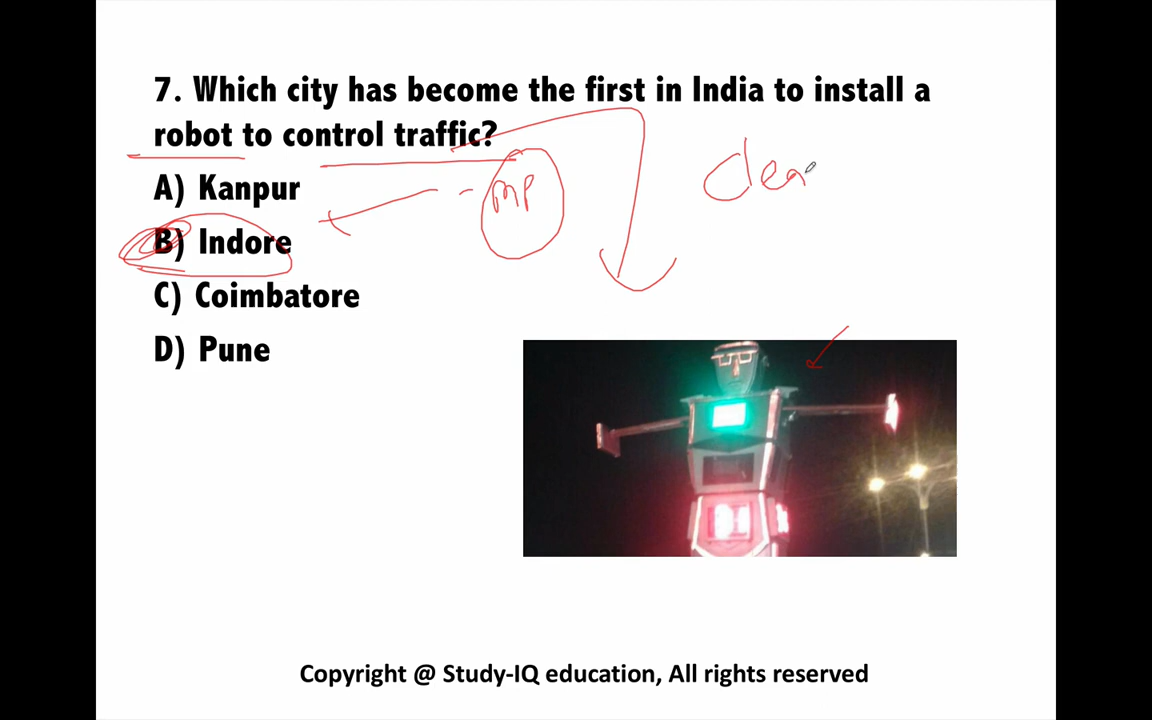 7. Which city has become the first in India to install a
robot to control traffic?
A) Kanpur
MP
B) Indore
C) Coimbatore
D) Pune
Copyright @ Study-IQ education, All rights reserved